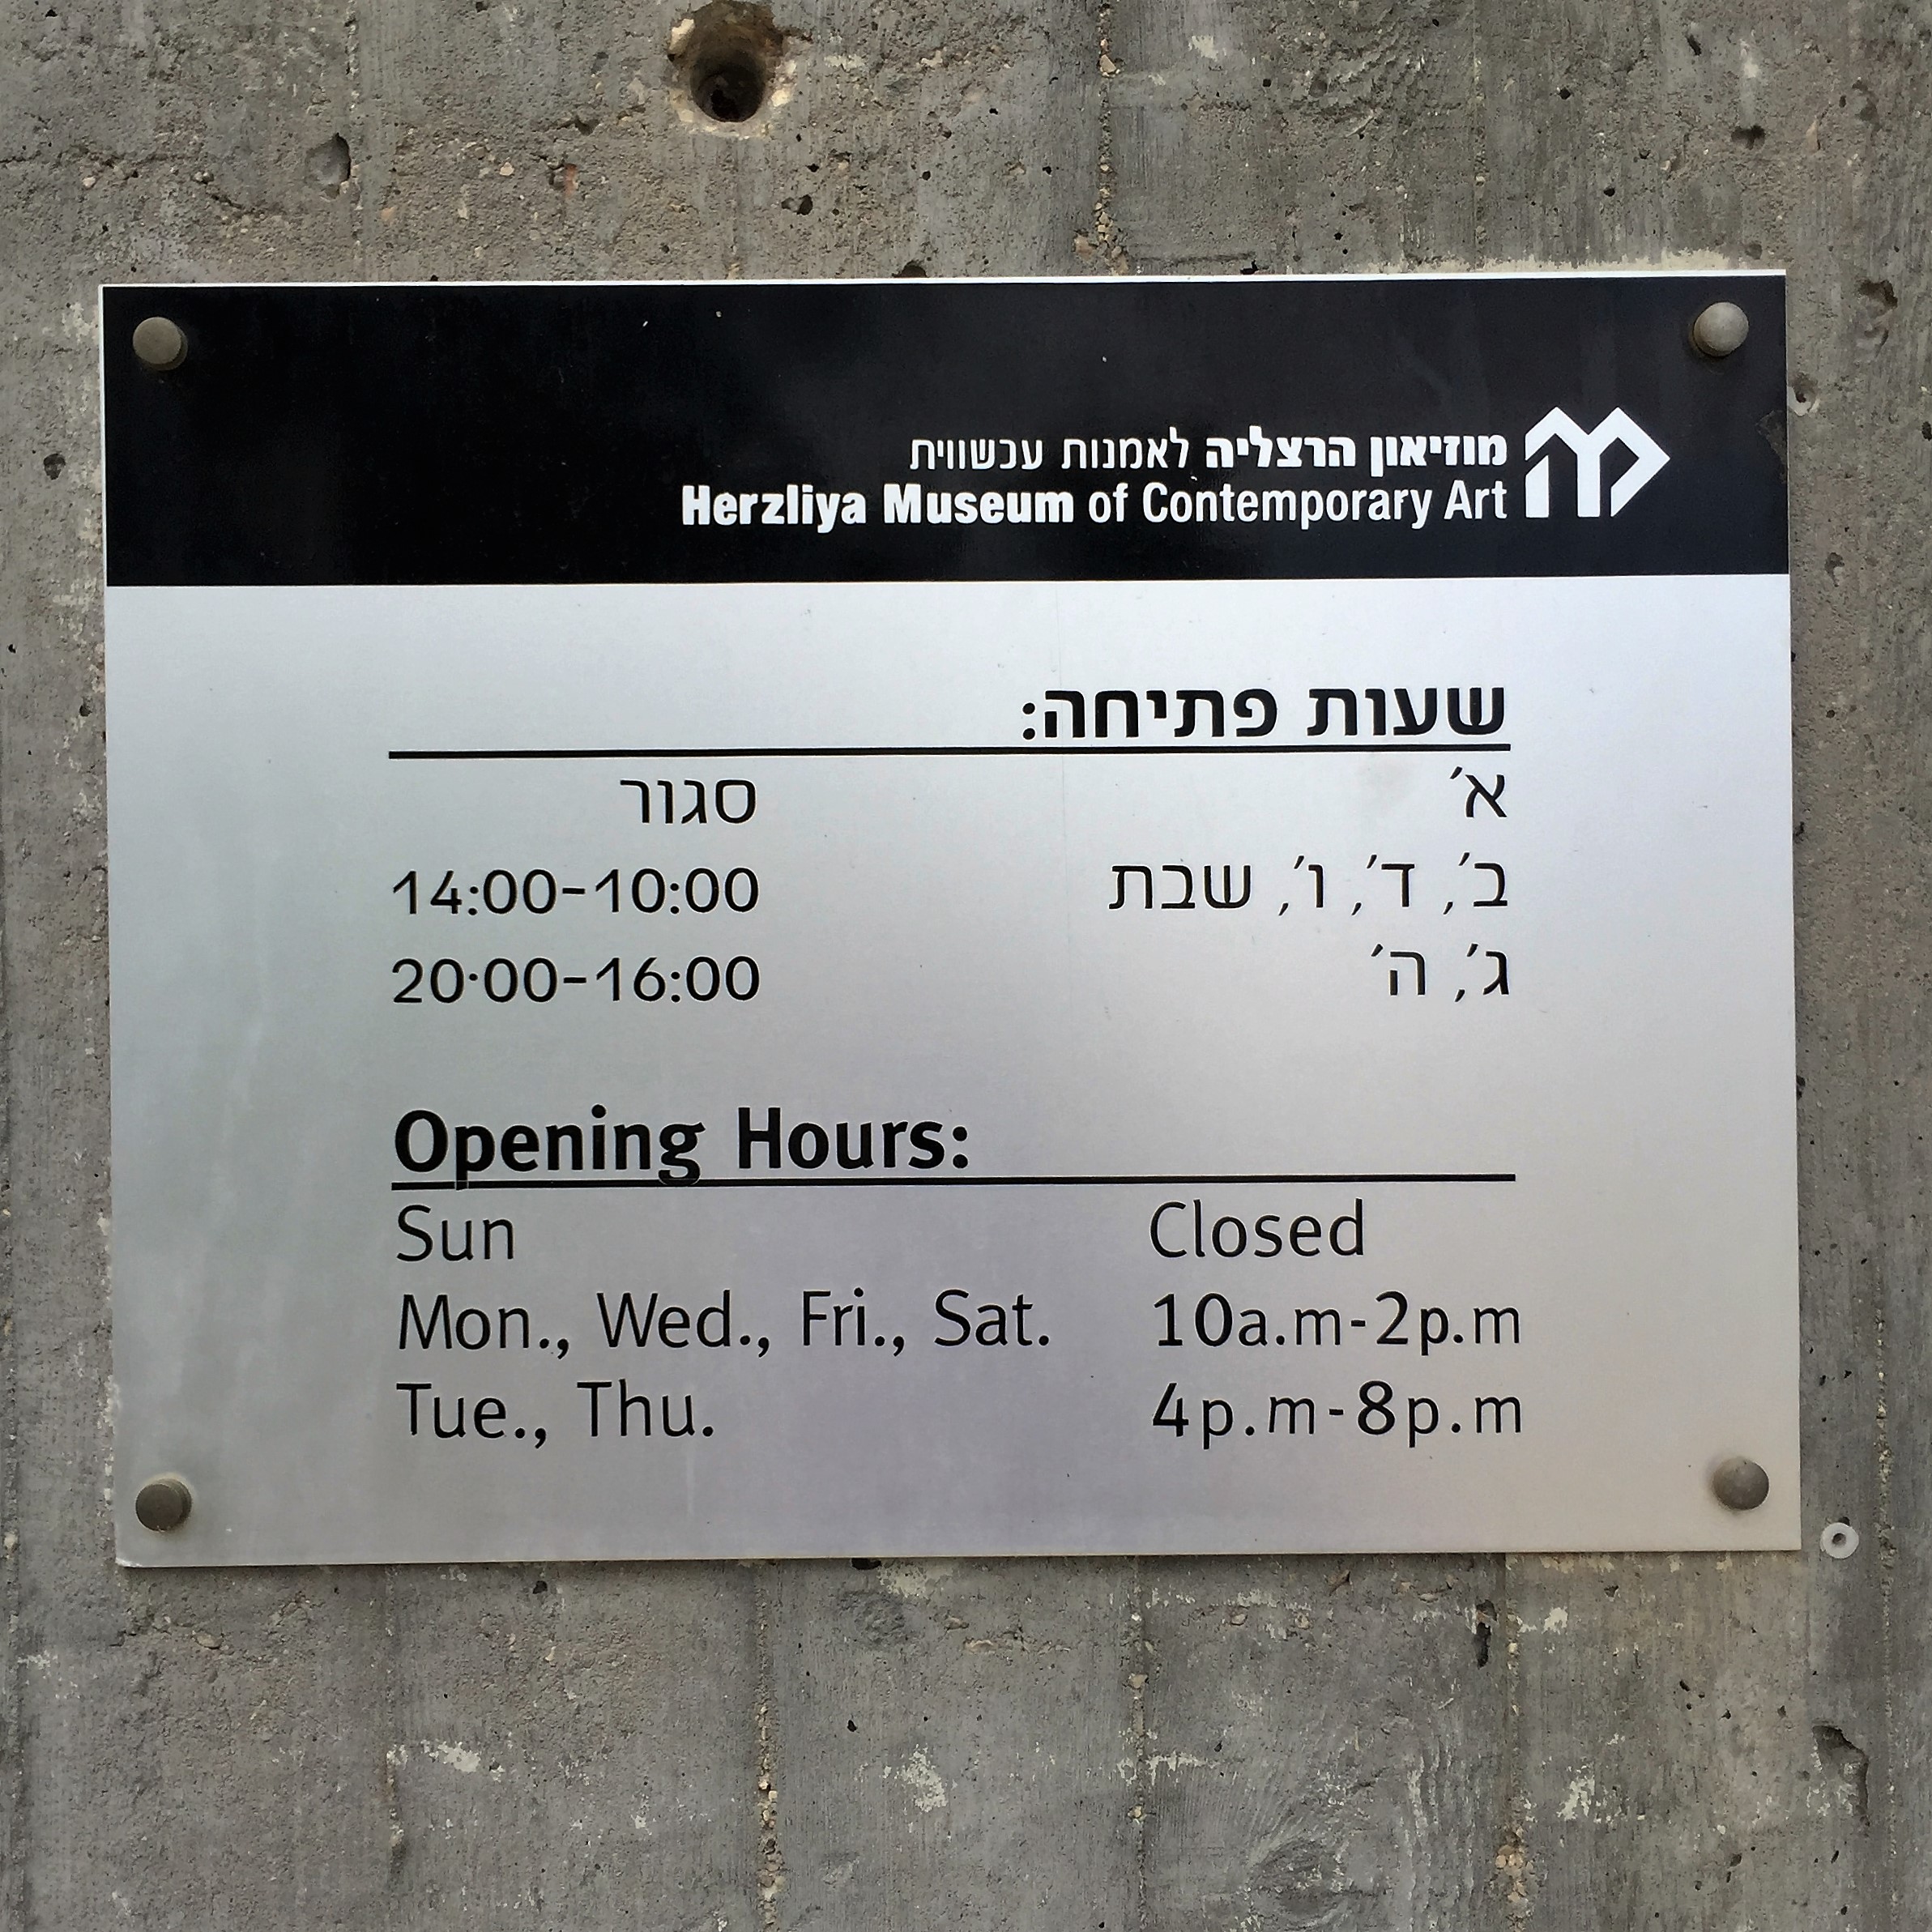 מוזיאון הרצליה לאמנות עכשווית
Herzliya Museum of Contemporary Art
שעות פתיחה:
א׳ סגור
ב׳, ד׳, ו׳, שבת 14:00-10:00
ג׳, ה׳ 20:00-16:00
Opening Hours:
Sun Closed
Mon., Wed., Fri., Sat. 10a.m-2p.m
Tue., Thu. 4p.m-8p.m